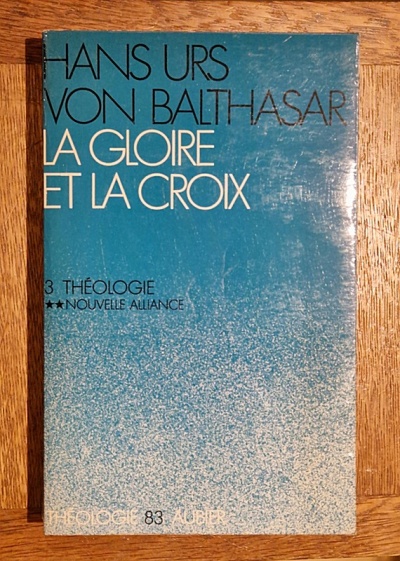 HANS URS
VON BALTHASAR
LA GLOIRE
ET LA CROIX
3 THÉOLOGIE
★★NOUVELLE ALLIANCE
THÉOLOGIE 83 AUBIER